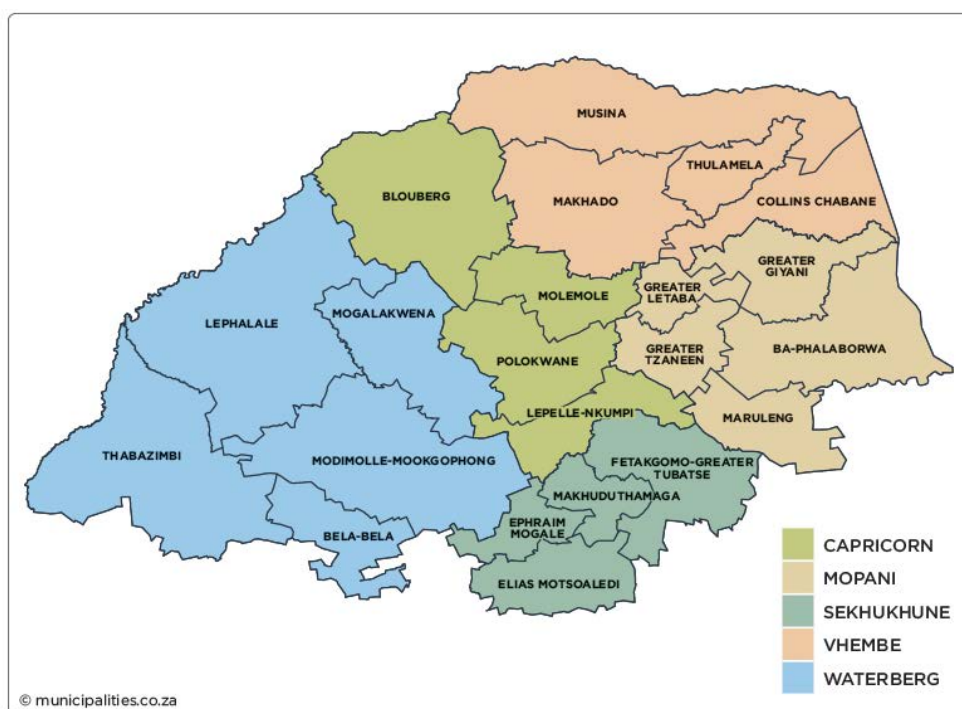 MUSINA
THULAMELA
BLOUBERG
MAKHADO
COLLINS CHABANE
GREATER
GIYANI
GREATER
LETABA
MOLEMOLE
MOGALAKWENA
LEPHALALE
GREATER
TZANEEN
BA-PHALABORWA
POLOKWANE
LEPELLE-NKUMPI
MARULENG
THABAZIMBI
MODIMOLLE-MOOKGOPHONG
FETAKGOMO-GREATER
TUBATSE
MAKHUDUTHAMAGA
EPHRAIM
MOGALE
BELA-BELA
ELIAS MOTSOALEDI
CAPRICORN
MOPANI
SEKHUKHUNE
VHEMBE
WATERBERG
© municipalities.co.za